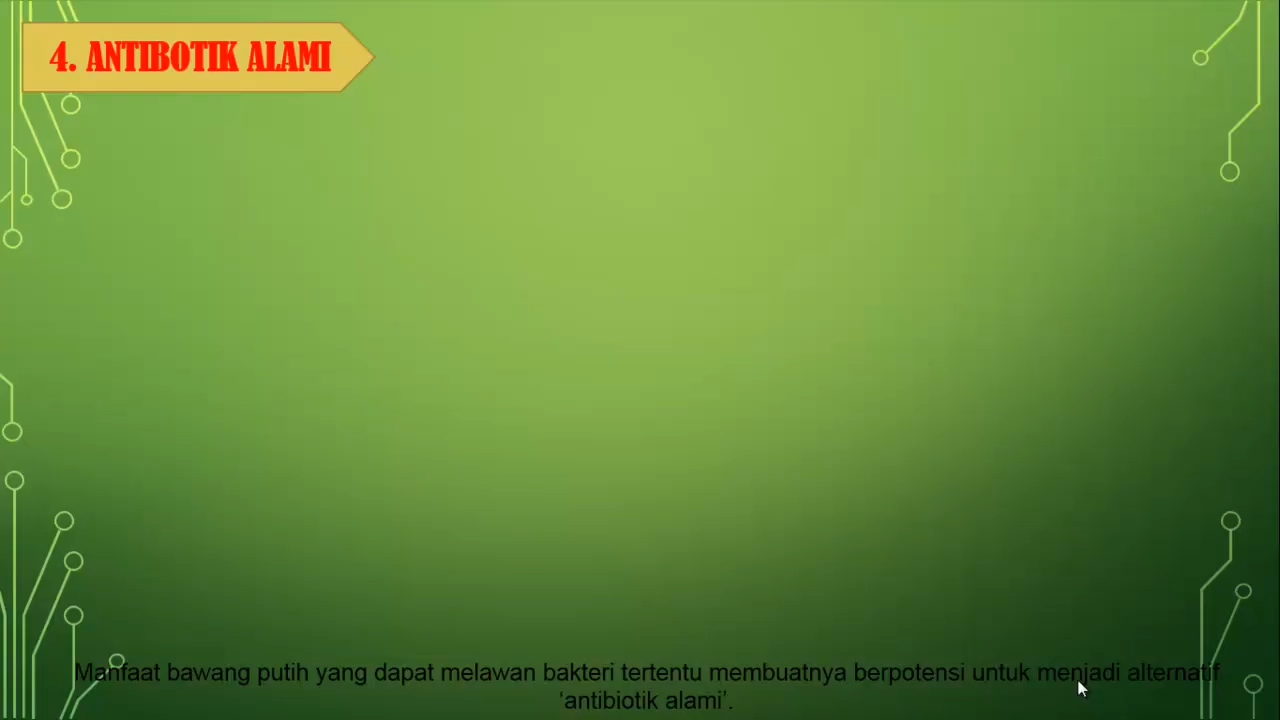 4. ANTIBOTIK ALAMI
Manfaat bawang putih yang dapat melawan bakteri tertentu membuatnya berpotensi untuk menjadi alternatif
‘antibiotik alami’.